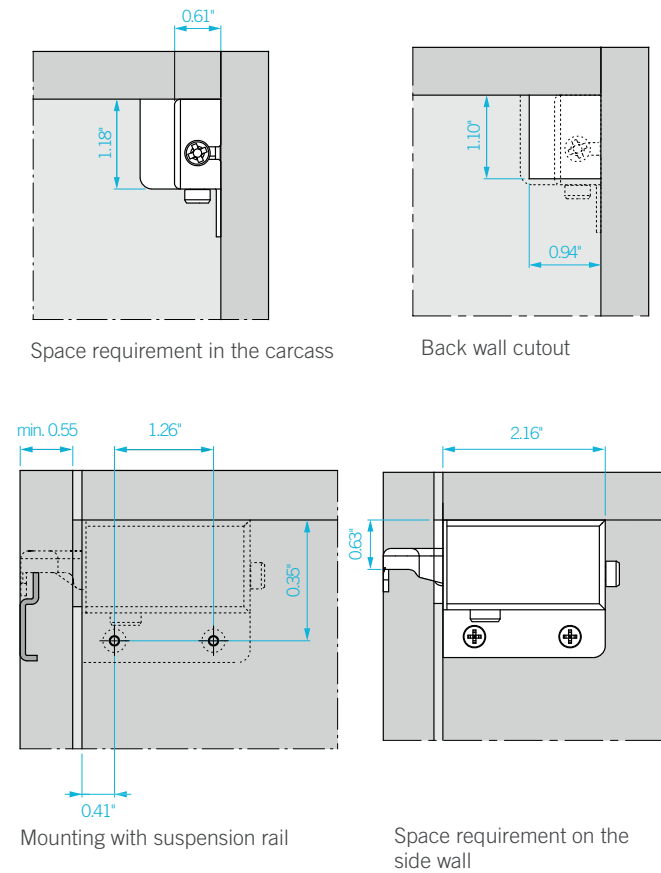 0.61"
1.18"
1.10"
0.94"
Space requirement in the carcass
Back wall cutout
min. 0.55
1.26"
2.16"
0.35"
0.63"
0.41"
Mounting with suspension rail
Space requirement on the
side wall